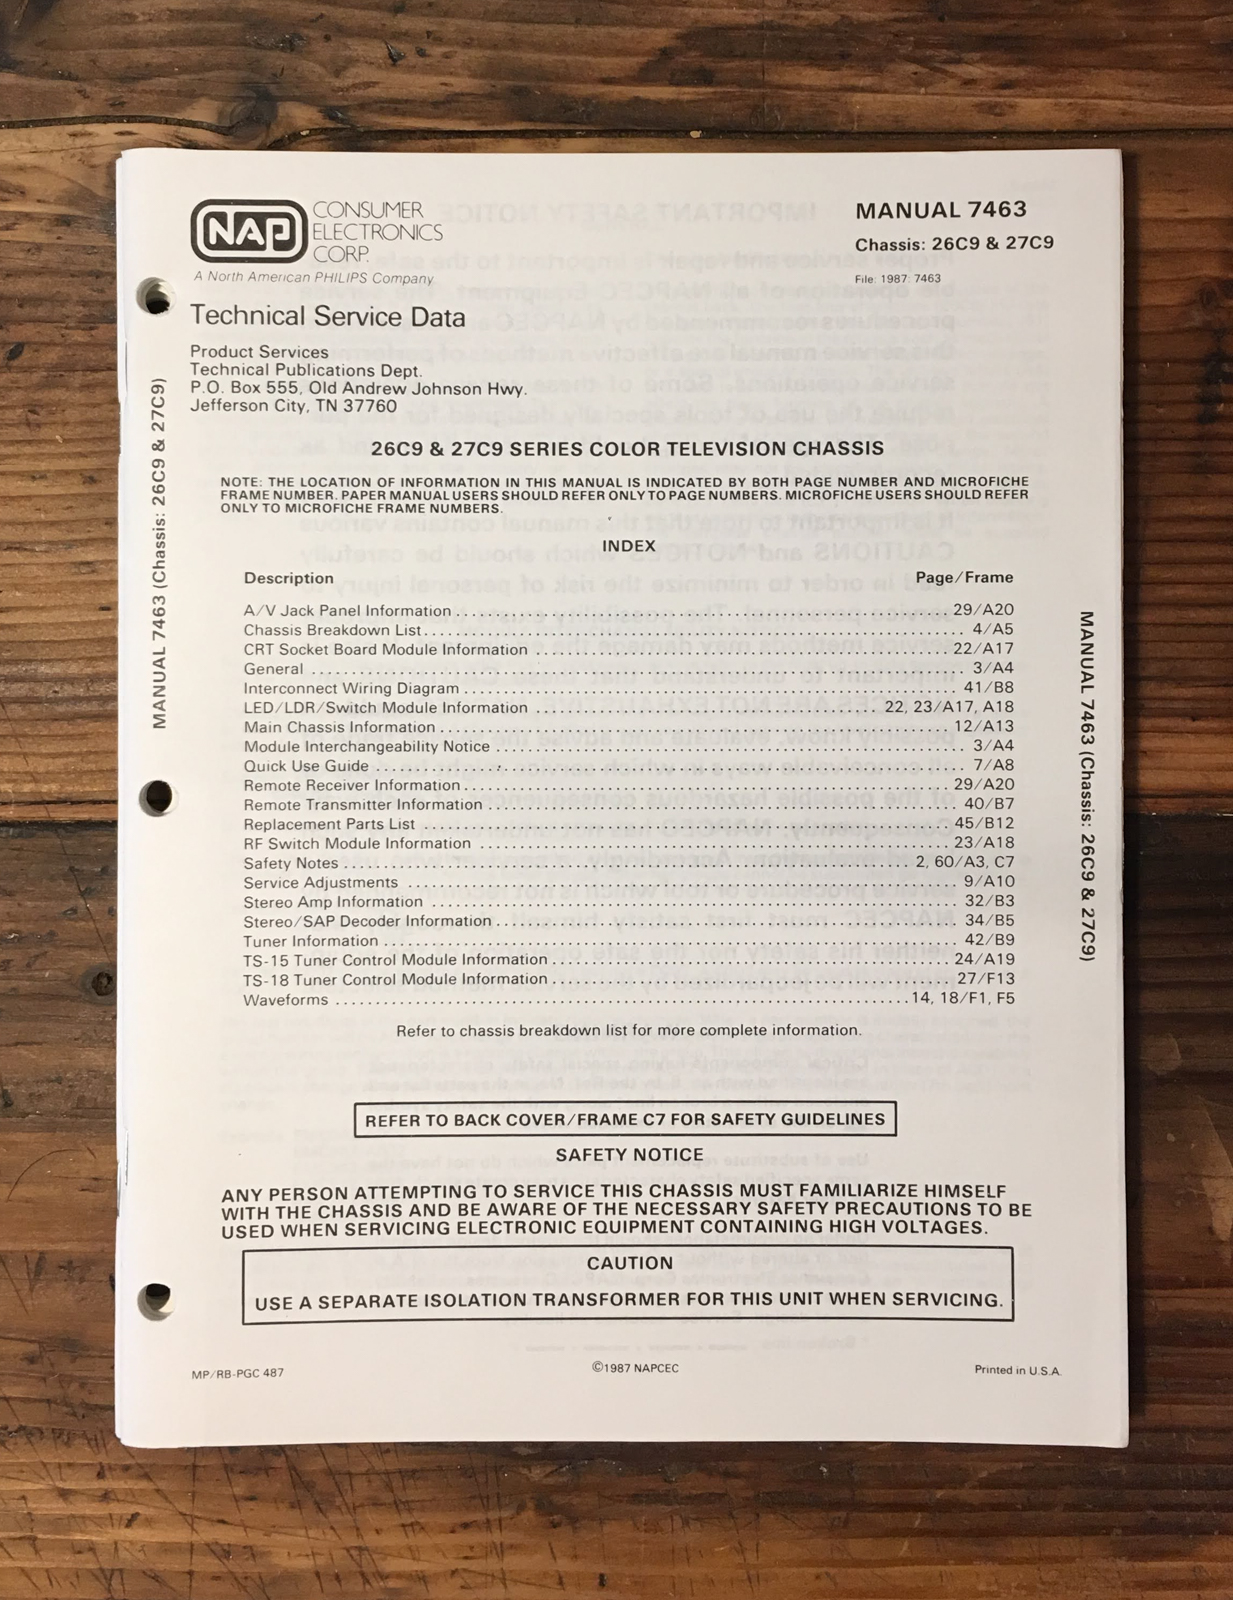 NAP
CONSUMER
ELECTRONICS
CORP.
A North American PHILIPS Company
MANUAL 7463
Chassis: 26C9 & 27C9
File: 1987: 7463
Technical Service Data
Product Services
Technical Publications Dept.
P.O. Box 555, Old Andrew Johnson Hwy.
Jefferson City, TN 37760
MANUAL 7463 (Chassis: 26C9 & 27C9)
26C9 & 27C9 SERIES COLOR TELEVISION CHASSIS
NOTE: THE LOCATION OF INFORMATION IN THIS MANUAL IS INDICATED BY BOTH PAGE NUMBER AND MICROFICHE
FRAME NUMBER. PAPER MANUAL USERS SHOULD REFER ONLY TO PAGE NUMBERS. MICROFICHE USERS SHOULD REFER
ONLY TO MICROFICHE FRAME NUMBERS.
INDEX
Description Page/Frame
A/V Jack Panel Information 29/A20
Chassis Breakdown List 4/A5
CRT Socket Board Module Information 22/A17
General 3/A4
Interconnect Wiring Diagram 41/B8
LED/LDR/Switch Module Information 22, 23/A17, A18
Main Chassis Information 12/A13
Module Interchangeability Notice 3/A4
Quick Use Guide 7/A8
Remote Receiver Information 29/A20
Remote Transmitter Information 40/B7
Replacement Parts List 45/B12
RF Switch Module Information 23/A18
Safety Notes 2, 60/A3, C7
Service Adjustments 9/A10
Stereo Amp Information 32/B3
Stereo/SAP Decoder Information 34/B5
Tuner Information 42/B9
TS-15 Tuner Control Module Information 24/A19
TS-18 Tuner Control Module Information 27/F13
Waveforms 14, 18/F1, F5
Refer to chassis breakdown list for more complete information.
MANUAL 7463 (Chassis: 26C9 & 27C9)
REFER TO BACK COVER/FRAME C7 FOR SAFETY GUIDELINES
SAFETY NOTICE
ANY PERSON ATTEMPTING TO SERVICE THIS CHASSIS MUST FAMILIARIZE HIMSELF
WITH THE CHASSIS AND BE AWARE OF THE NECESSARY SAFETY PRECAUTIONS TO BE
USED WHEN SERVICING ELECTRONIC EQUIPMENT CONTAINING HIGH VOLTAGES.
CAUTION
USE A SEPARATE ISOLATION TRANSFORMER FOR THIS UNIT WHEN SERVICING.
MP/RB-PGC 487
©1987 NAPCEC
Printed in U.S.A.